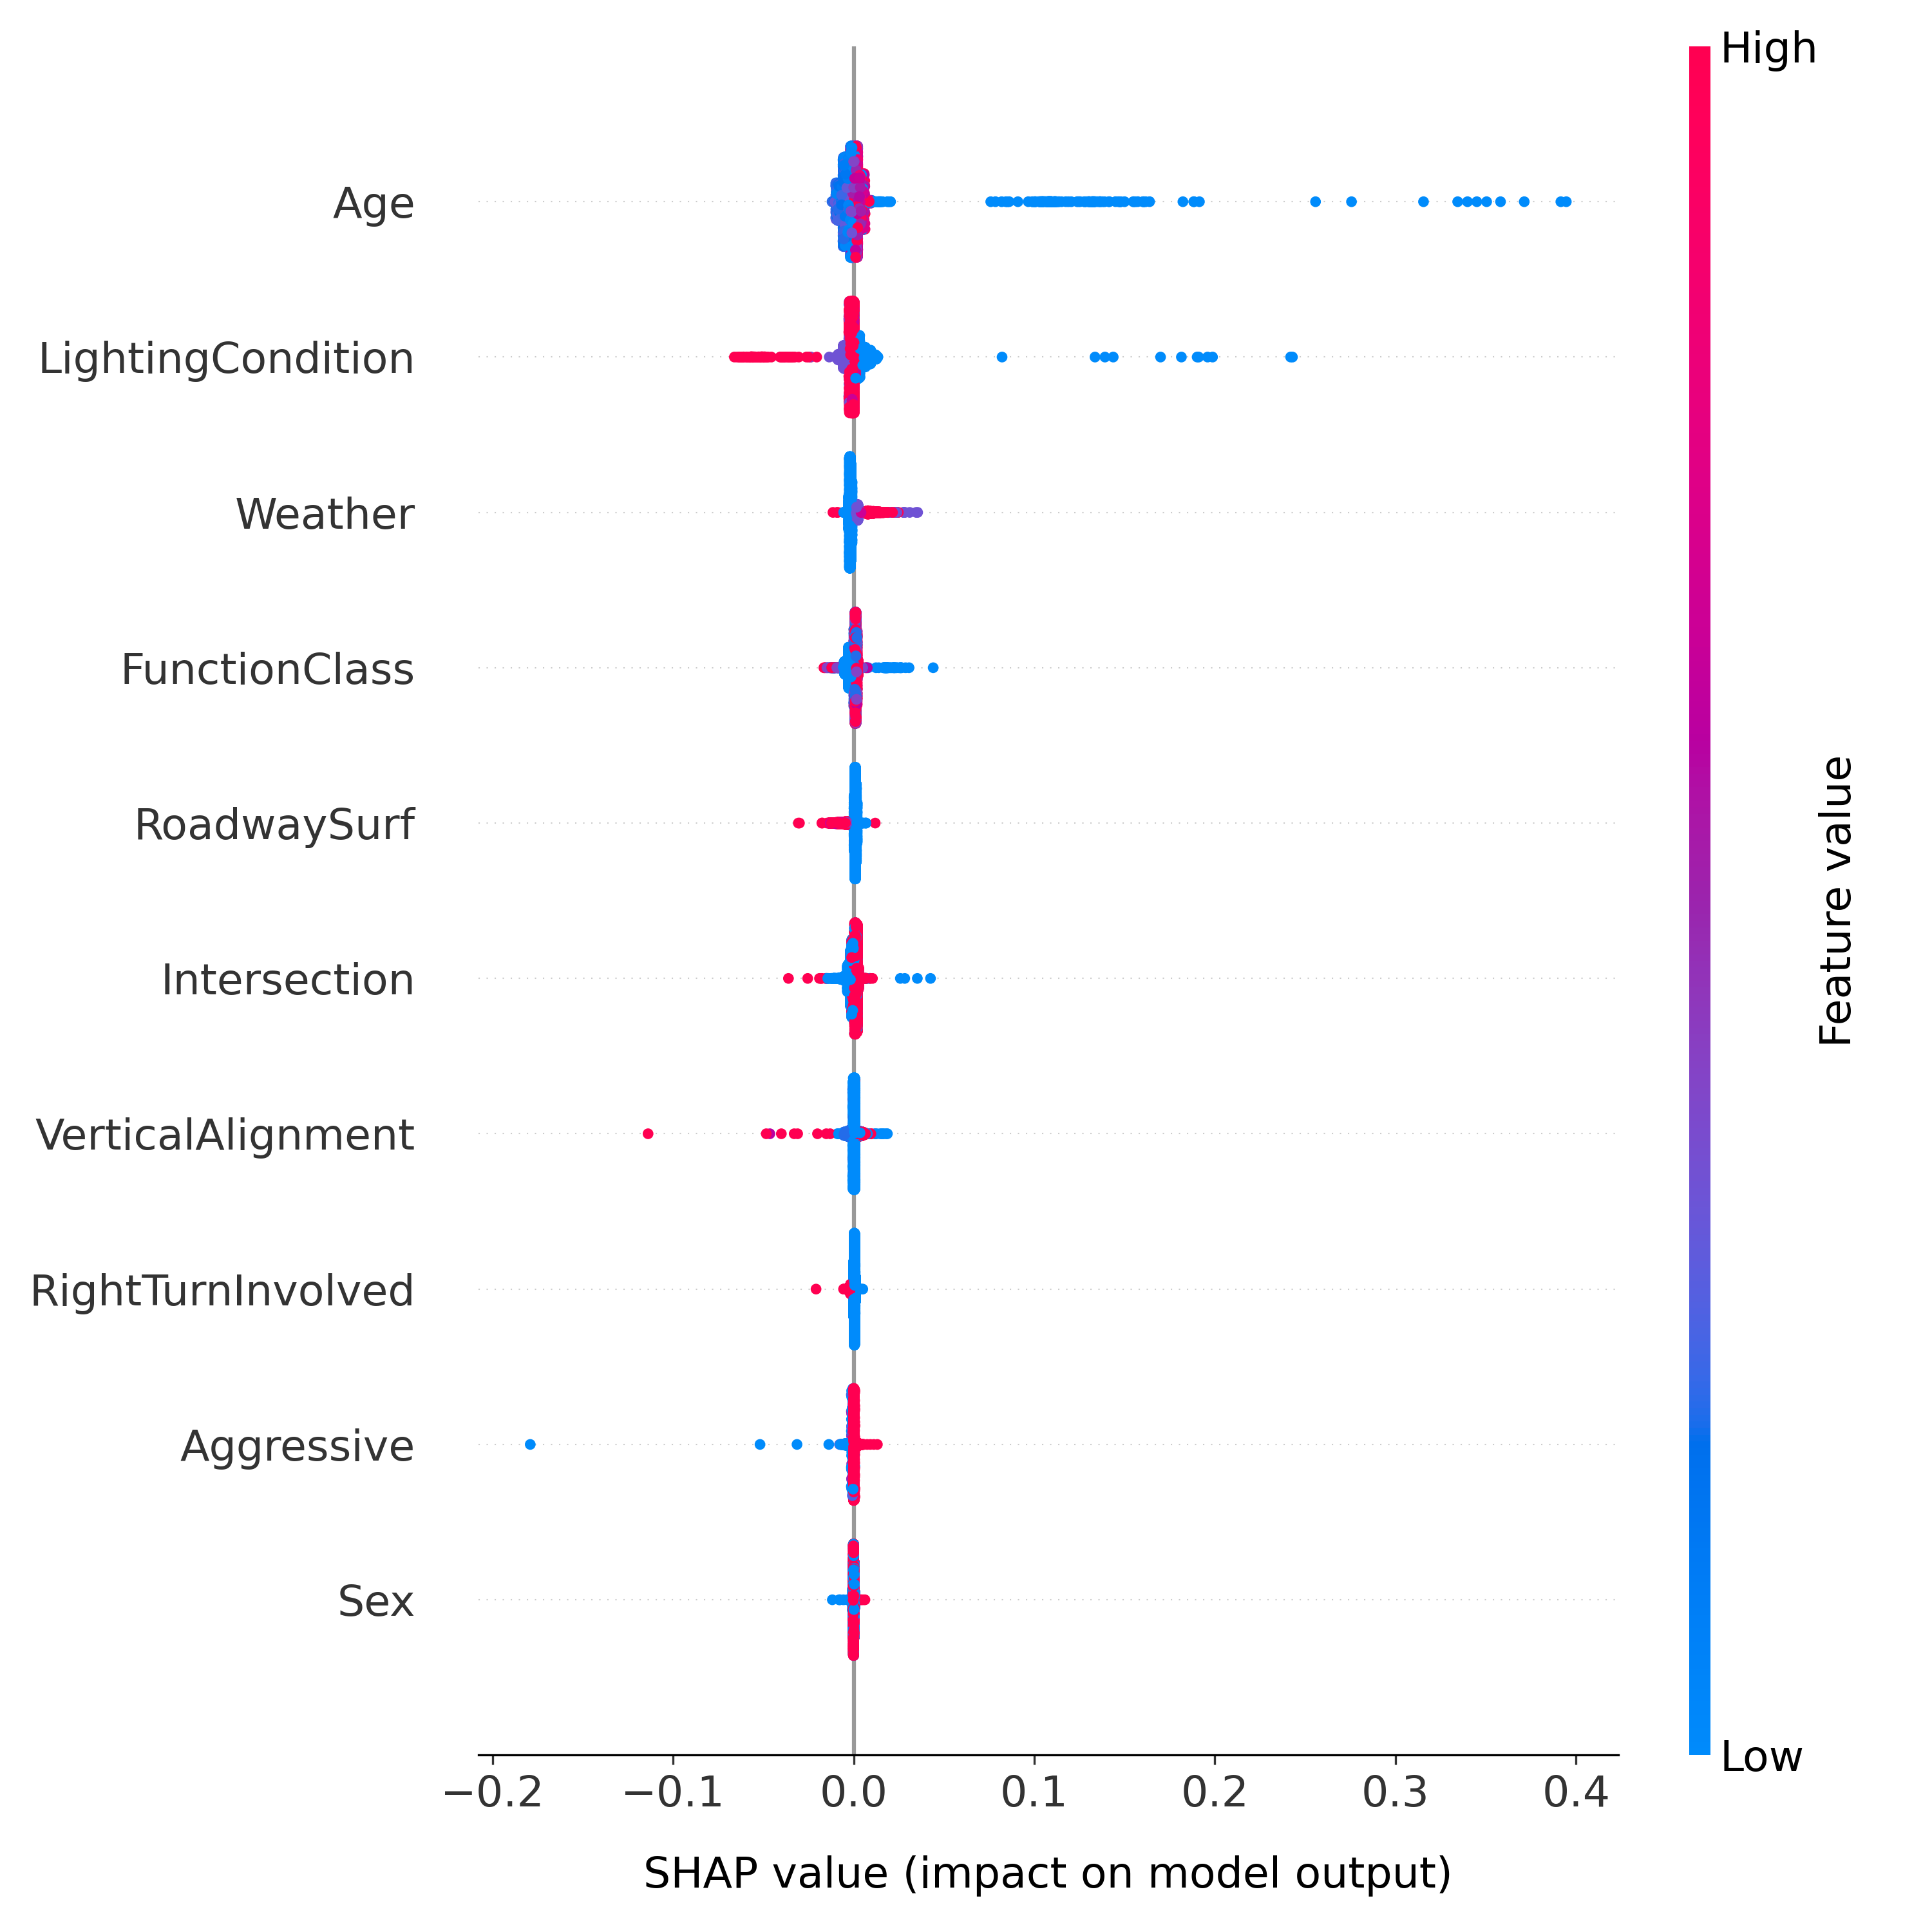 High
Age
LightingCondition
Weather
FunctionClass
RoadwaySurf
Intersection
VerticalAlignment
RightTurnInvolved
Aggressive
Sex
Feature value
Low
−0.2 −0.1 0.0 0.1 0.2 0.3 0.4
SHAP value (impact on model output)